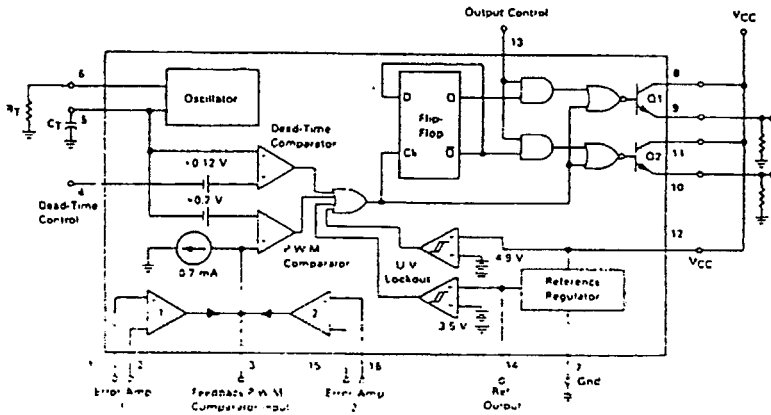 Output Control
VCC
13
6
Oscillator
8
RT
D
Q
Q1
5
CT
Flip-
Flop
9
Dead-Time
Comparator
≈0.12 V
Ck
Q
11
Q2
4
Dead-Time
Control
≈0.7 V
10
P W M
Comparator
12
4.9 V
VCC
0.7 mA
U V
Lockout
Reference
Regulator
1
2
3.5 V
1
2
3
15
16
14
7
Gnd
Error Amp
1
Feedback P W M
Comparator Input
Error Amp
2
Ref
Output